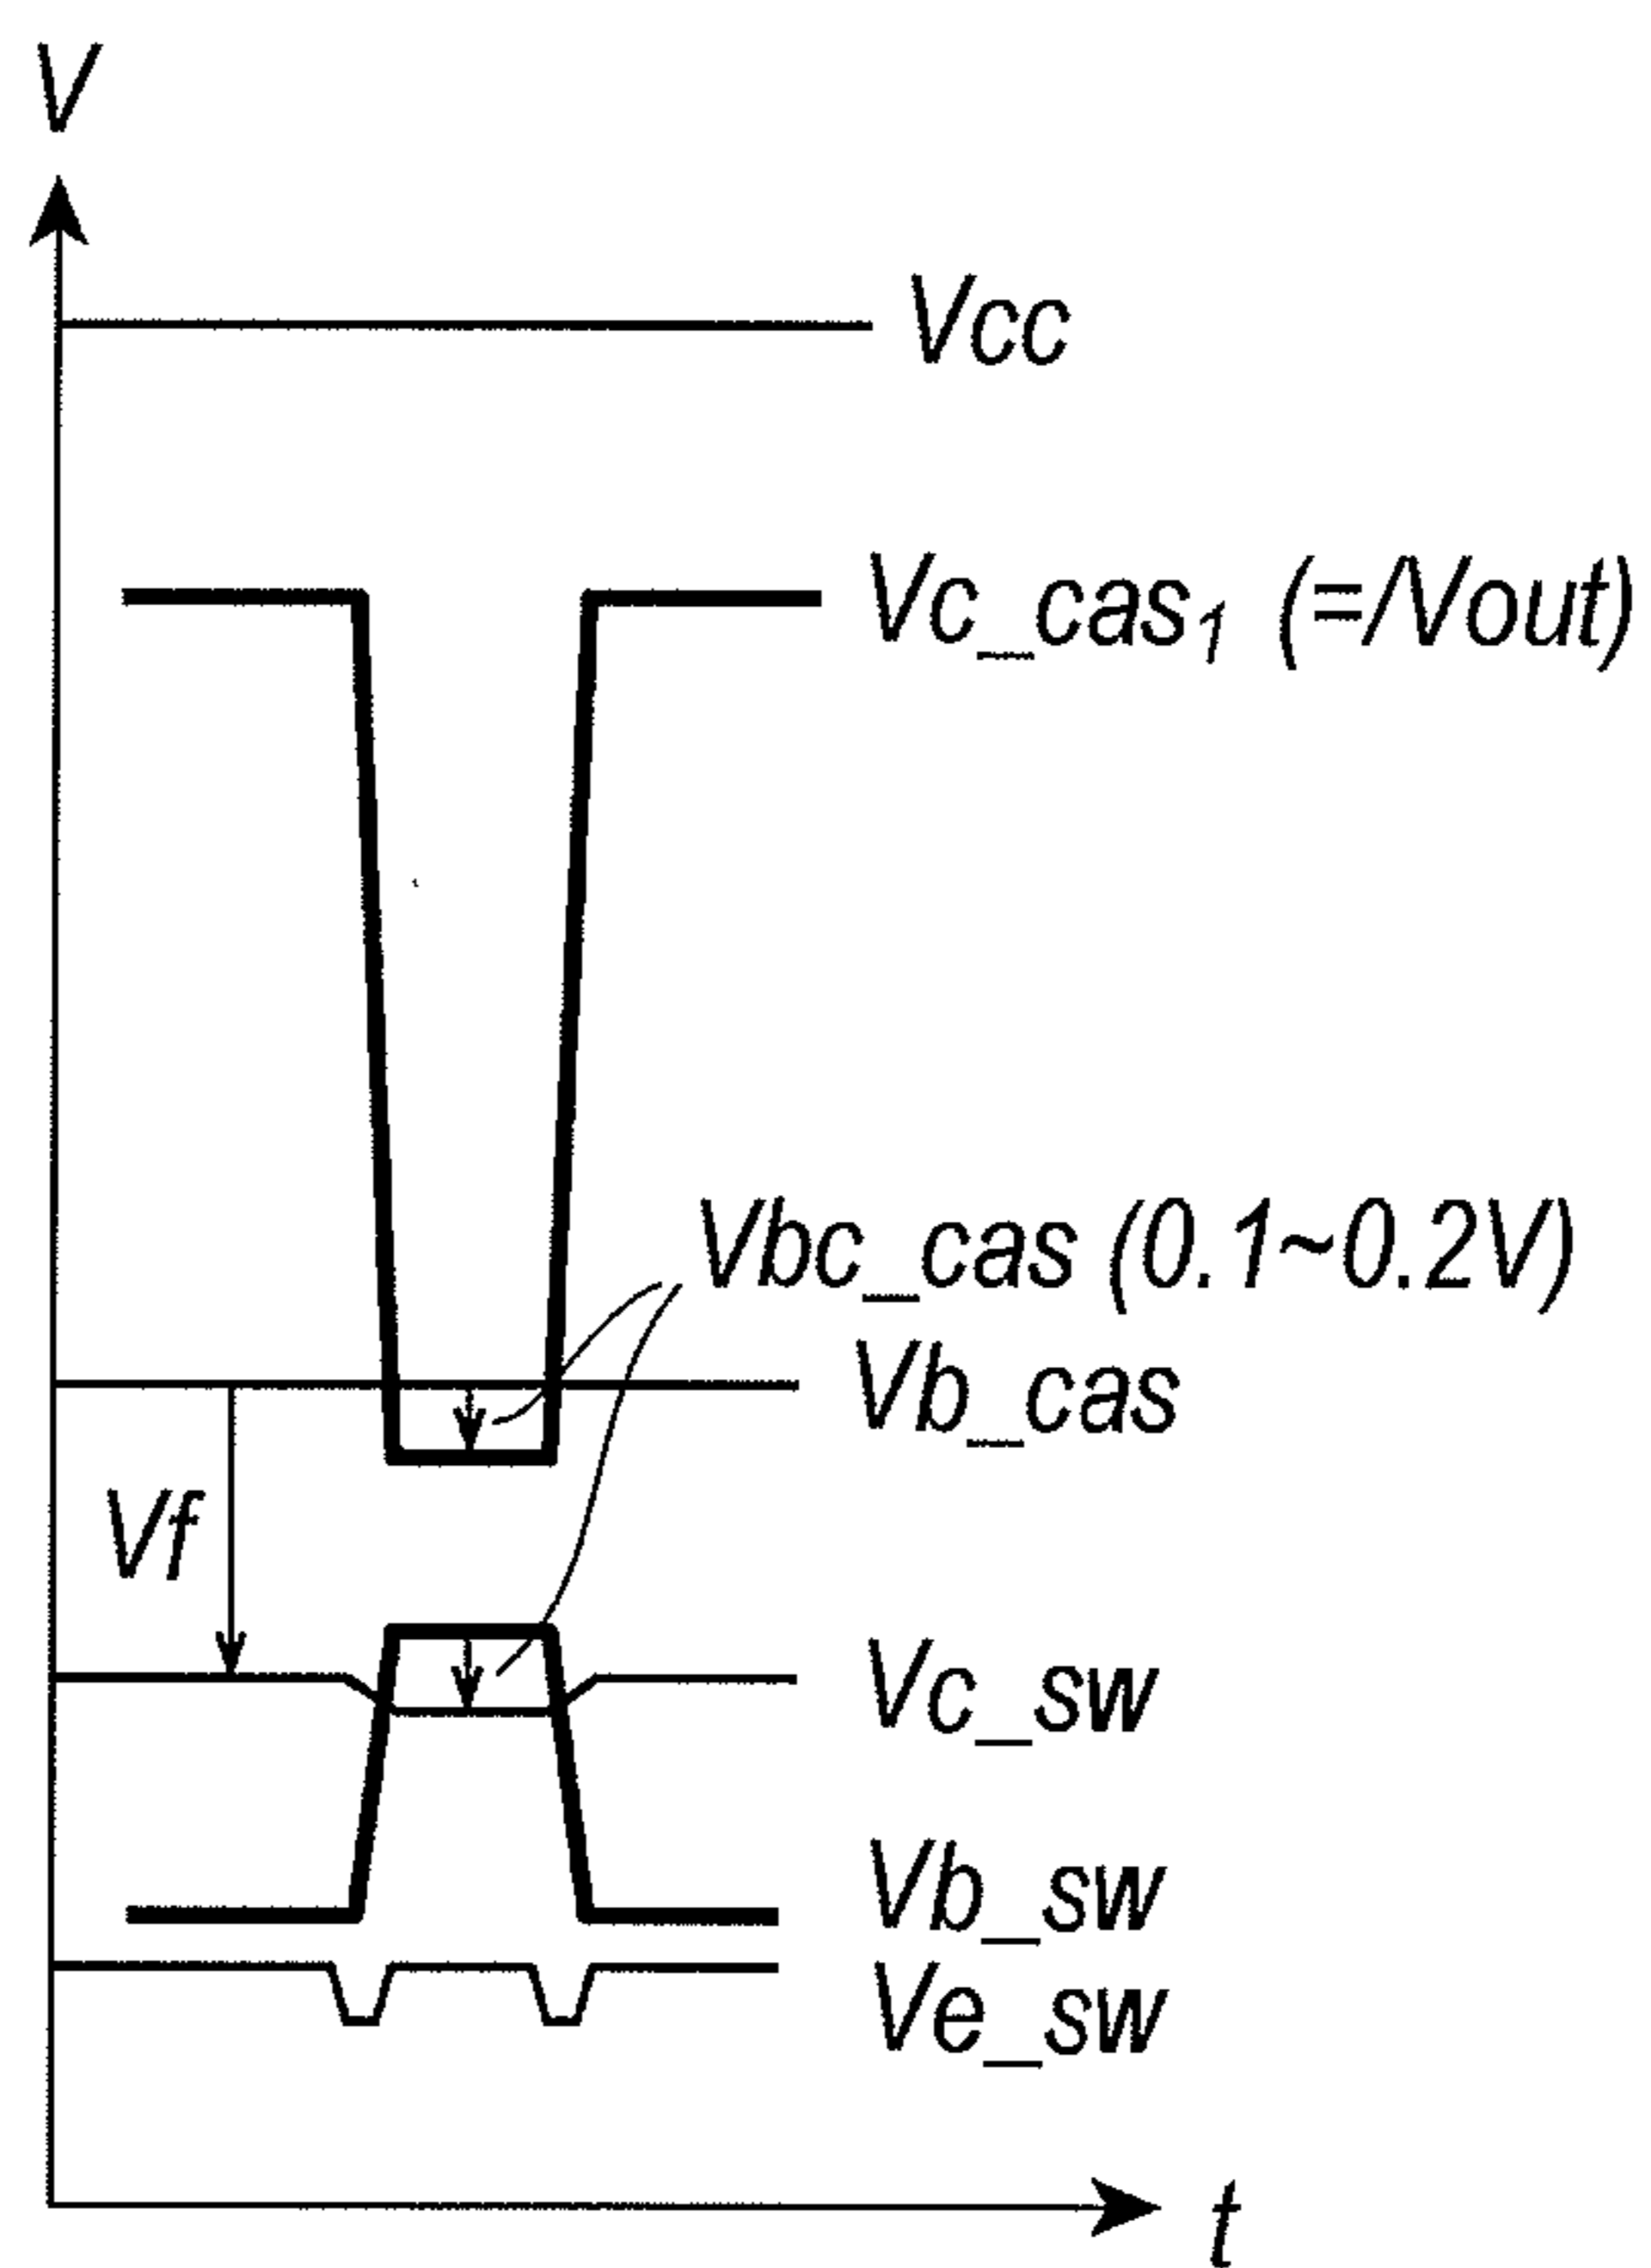 V
Vcc
Vc_cas1 (=/Vout)
Vbc_cas (0.1~0.2V)
Vb_cas
Vf
Vc_sw
Vb_sw
Ve_sw
t